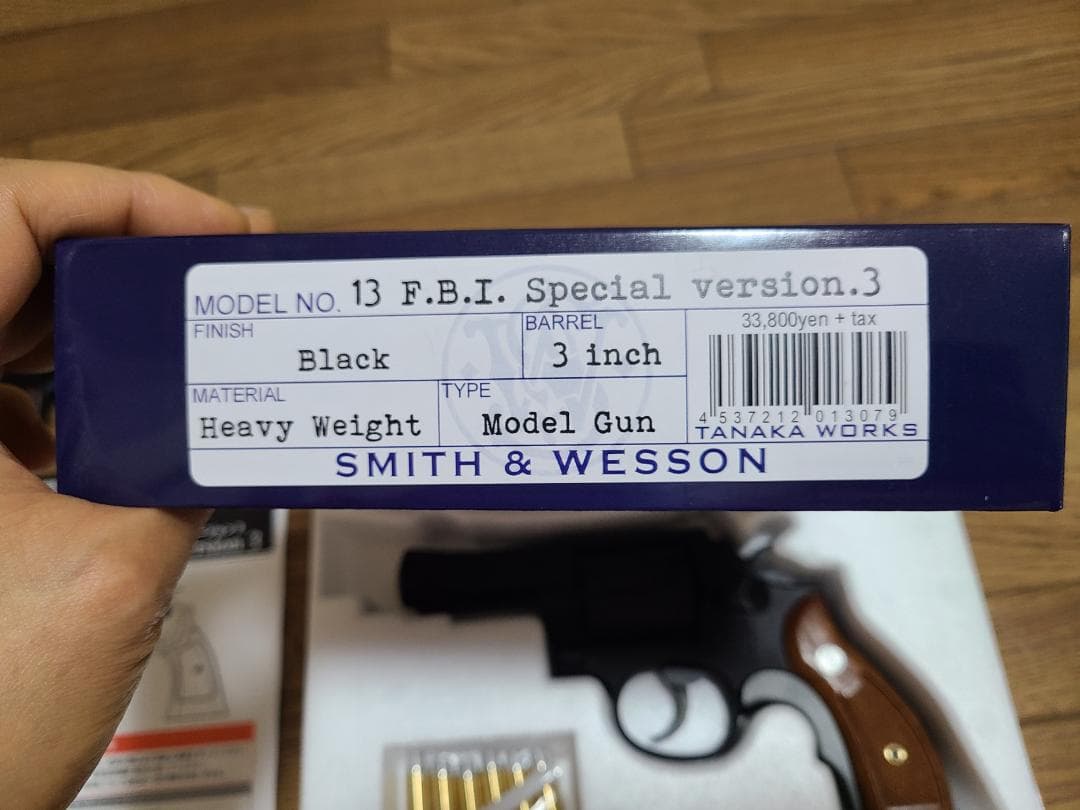 MODEL NO. 13 F.B.I. Special version.3
FINISH
Black
BARREL
3 inch
33,800yen + tax
MATERIAL
Heavy Weight
TYPE
Model Gun
4 537212 013079
TANAKA WORKS
SMITH & WESSON